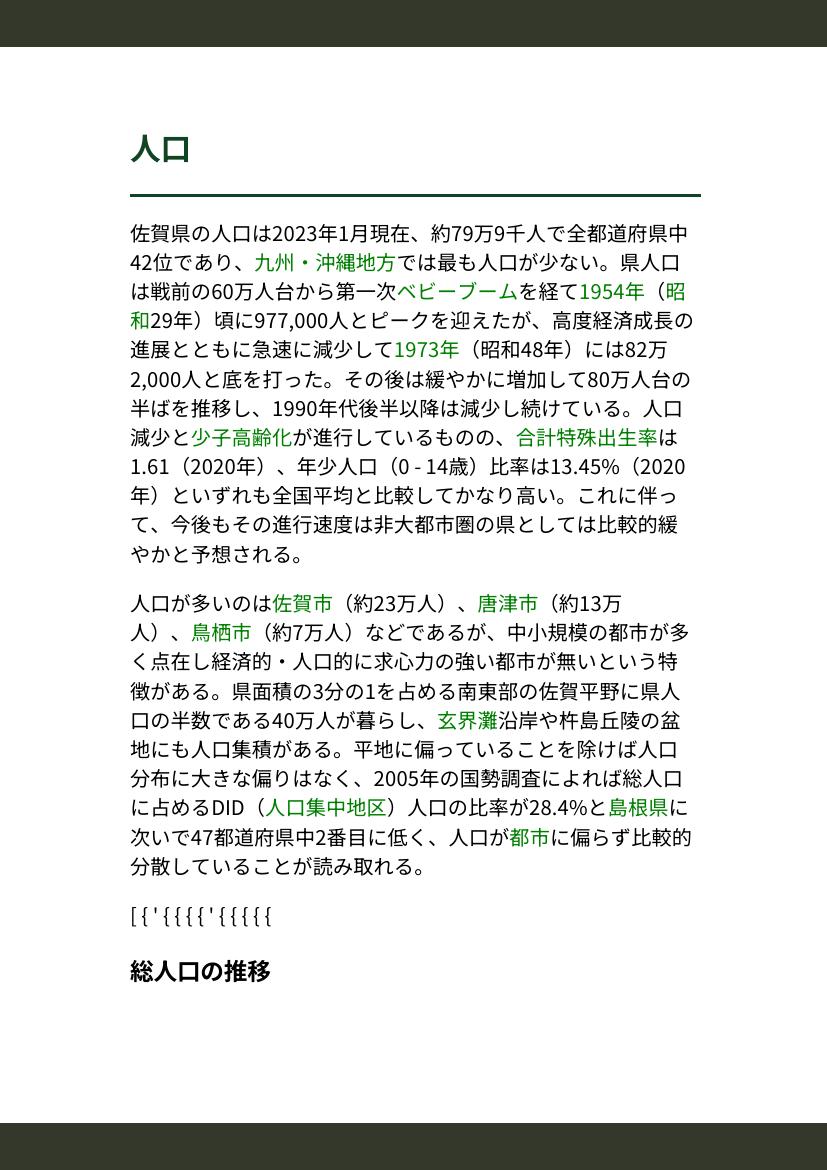 人口
佐賀県の人口は2023年1月現在、約79万9千人で全都道府県中
42位であり、九州・沖縄地方では最も人口が少ない。県人口
は戦前の60万人台から第一次ベビーブームを経て1954年（昭
和29年）頃に977,000人とピークを迎えたが、高度経済成長の
進展とともに急速に減少して1973年（昭和48年）には82万
2,000人と底を打った。その後は緩やかに増加して80万人台の
半ばを推移し、1990年代後半以降は減少し続けている。人口
減少と少子高齢化が進行しているものの、合計特殊出生率は
1.61（2020年）、年少人口（0 - 14歳）比率は13.45%（2020
年）といずれも全国平均と比較してかなり高い。これに伴っ
て、今後もその進行速度は非大都市圏の県としては比較的緩
やかと予想される。
人口が多いのは佐賀市（約23万人）、唐津市（約13万
人）、鳥栖市（約7万人）などであるが、中小規模の都市が多
く点在し経済的・人口的に求心力の強い都市が無いという特
徴がある。県面積の3分の1を占める南東部の佐賀平野に県人
口の半数である40万人が暮らし、玄界灘沿岸や杵島丘陵の盆
地にも人口集積がある。平地に偏っていることを除けば人口
分布に大きな偏りはなく、2005年の国勢調査によれば総人口
に占めるDID（人口集中地区）人口の比率が28.4%と島根県に
次いで47都道府県中2番目に低く、人口が都市に偏らず比較的
分散していることが読み取れる。
[ { ' { { { { ' { { { { {
総人口の推移